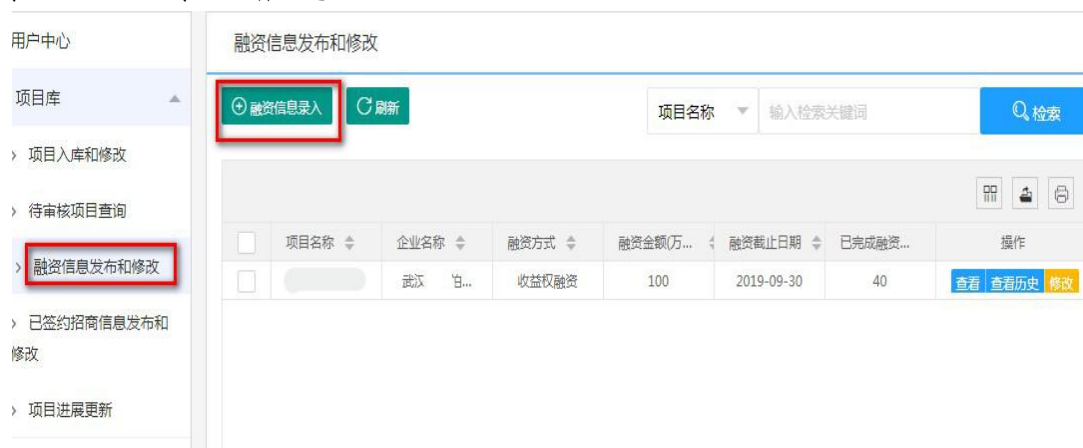 用户中心
项目库
项目入库和修改
待审核项目查询
融资信息发布和修改
已签约招商信息发布和
修改
项目进展更新
融资信息发布和修改
融资信息录入 刷新 项目名称 输入检索关键词 检索
项目名称 企业名称 融资方式 融资金额(万... 融资截止日期 已完成融资... 操作
武汉 ... 收益权融资 100 2019-09-30 40 查看 查看历史 修改